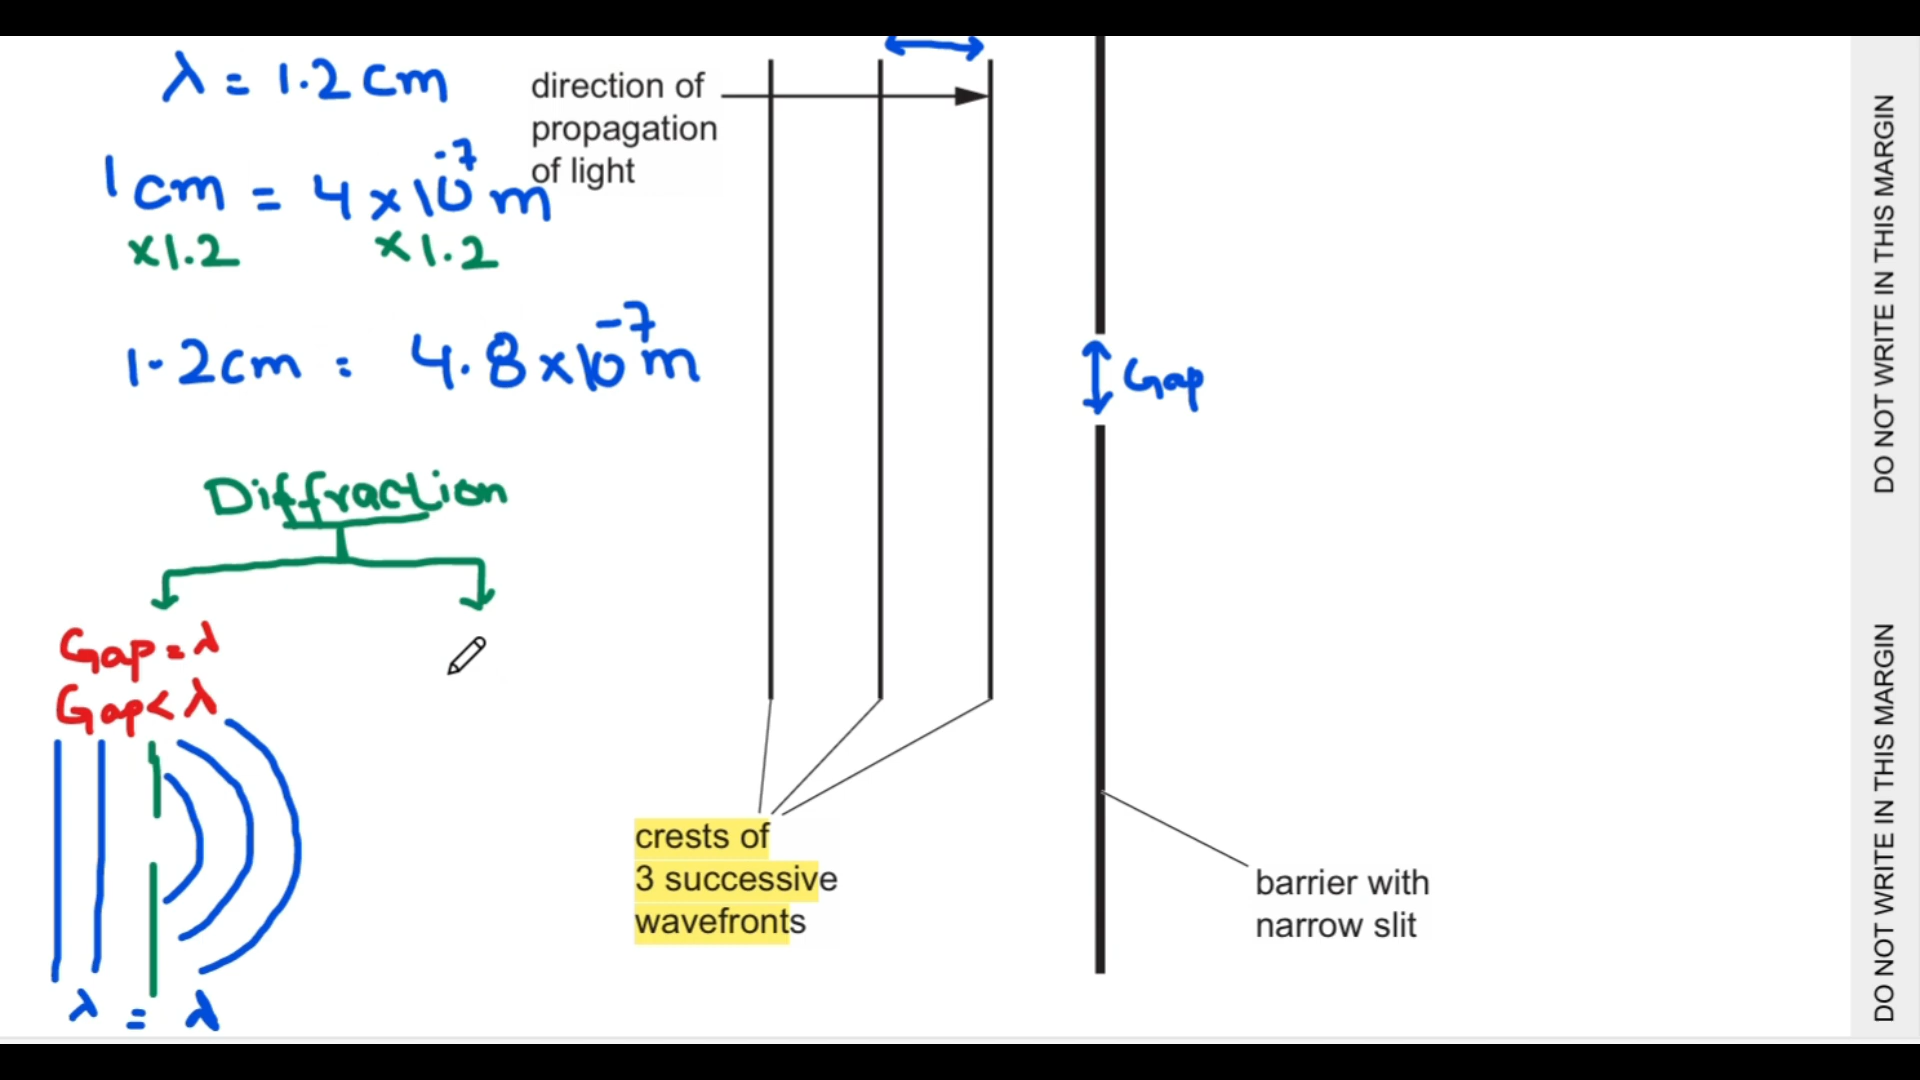 λ = 1.2 cm
1 cm = 4 × 10⁻⁷ m
×1.2 ×1.2
1.2 cm = 4.8 × 10⁻⁷ m
Diffraction
Gap = λ
Gap < λ
λ = λ
direction of
propagation
of light
Gap
crests of
3 successive
wavefronts
barrier with
narrow slit
DO NOT WRITE IN THIS MARGIN
DO NOT WRITE IN THIS MARGIN